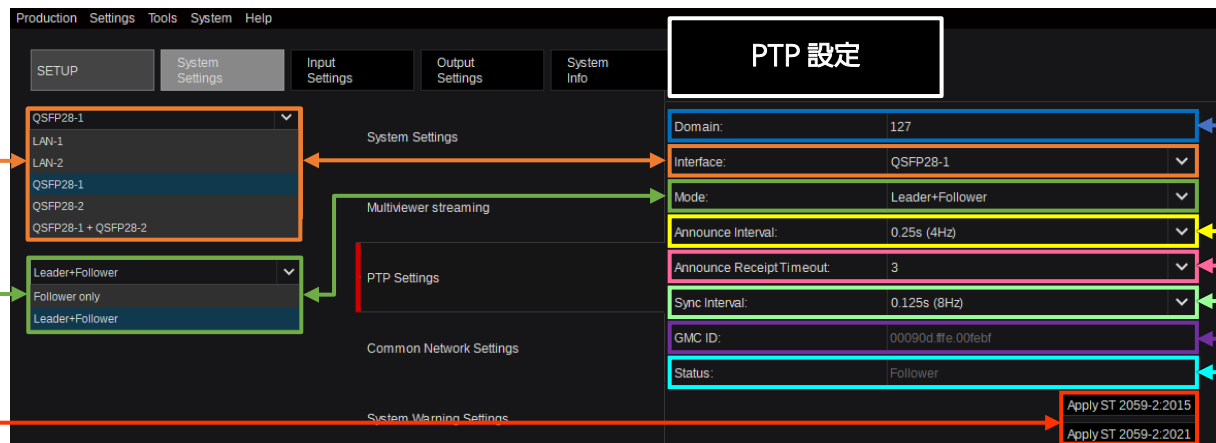 Production Settings Tools System Help
PTP 設定
SETUP
System
Settings
Input
Settings
Output
Settings
System
Info
QSFP28-1
LAN-1
LAN-2
QSFP28-1
QSFP28-2
QSFP28-1 + QSFP28-2
Leader+Follower
Follower only
Leader+Follower
System Settings
Multiviewer streaming
PTP Settings
Common Network Settings
System Warning Settings
Domain: 127
Interface: QSFP28-1
Mode: Leader+Follower
Announce Interval: 0.25s (4Hz)
Announce Receipt Timeout: 3
Sync Interval: 0.125s (8Hz)
GMC ID: 00090d.fffe.00febf
Status: Follower
Apply ST 2059-2:2015
Apply ST 2059-2:2021